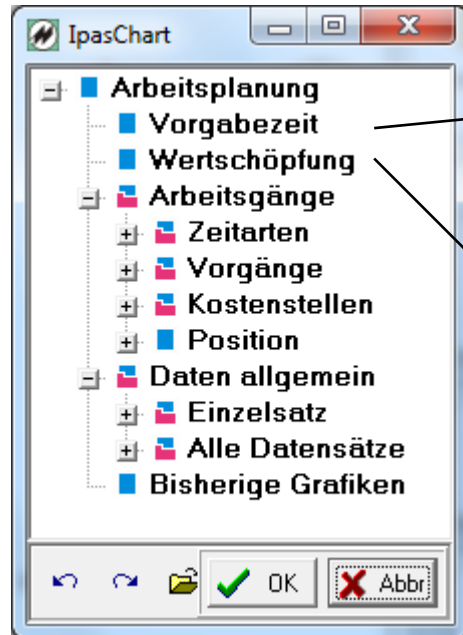 IpasChart
Arbeitsplanung
Vorgabezeit
Wertschöpfung
Arbeitsgänge
Zeitarten
Vorgänge
Kostenstellen
Position
Daten allgemein
Einzelsatz
Alle Datensätze
Bisherige Grafiken
OK Abbr